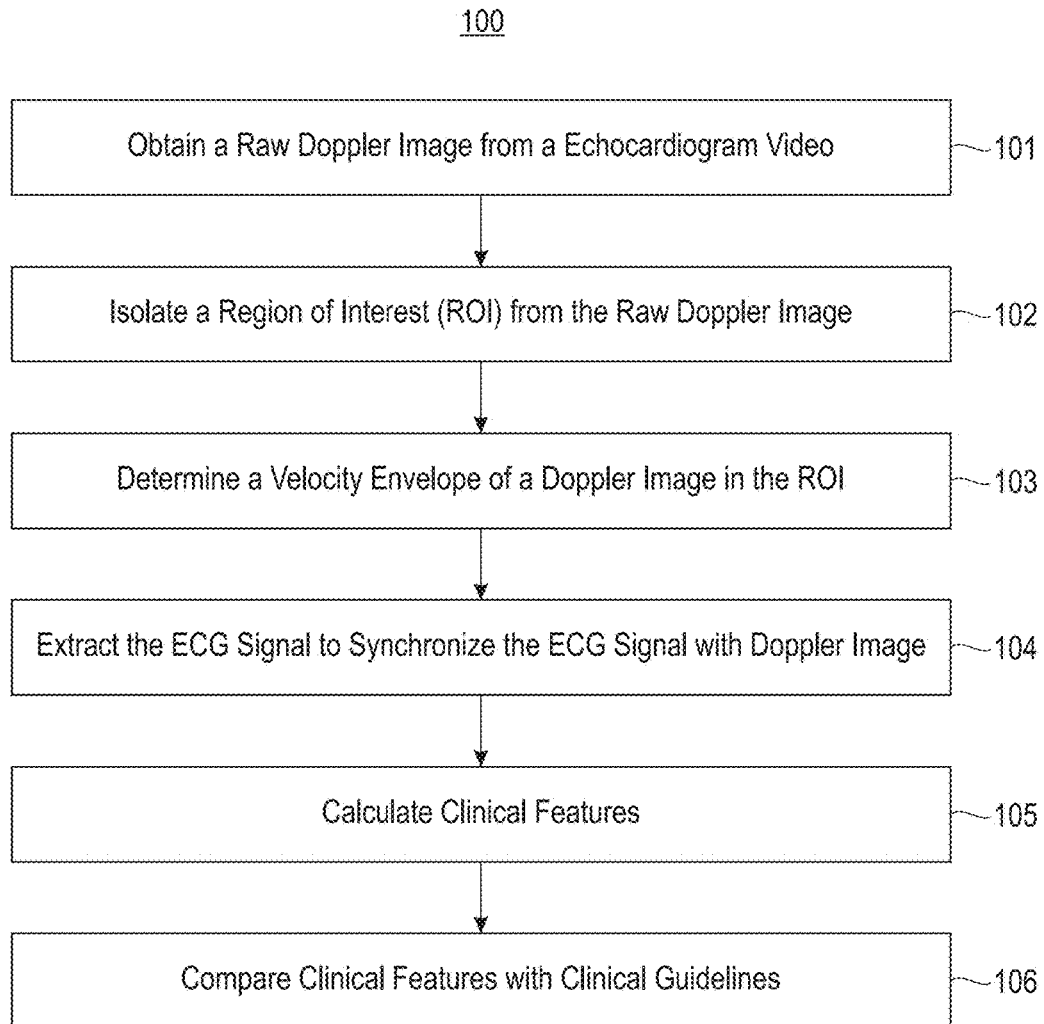 100
Obtain a Raw Doppler Image from a Echocardiogram Video
101
Isolate a Region of Interest (ROI) from the Raw Doppler Image
102
Determine a Velocity Envelope of a Doppler Image in the ROI
103
Extract the ECG Signal to Synchronize the ECG Signal with Doppler Image
104
Calculate Clinical Features
105
Compare Clinical Features with Clinical Guidelines
106